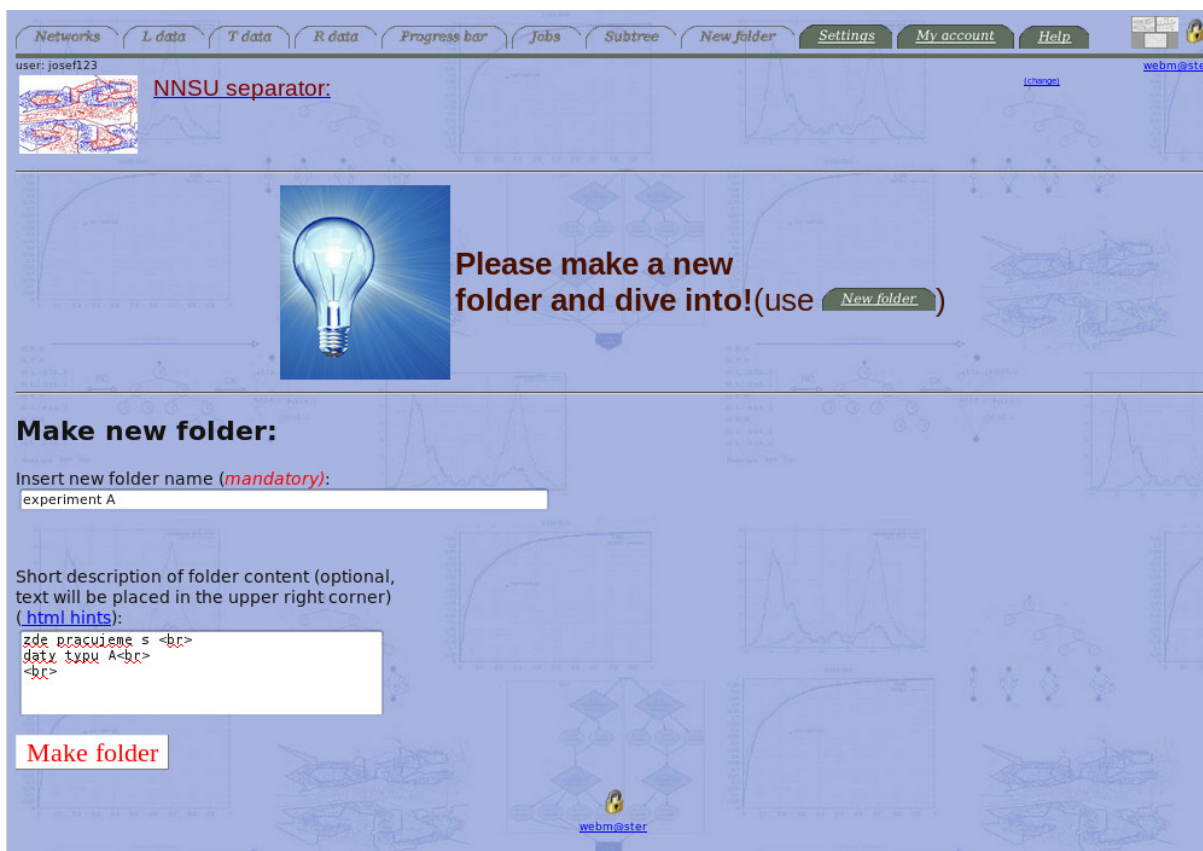 Networks L data T data R data Progress bar Jobs Subtree New folder Settings My account Help
user: josef123
webm@ste
NNSU separator:
(change)
Please make a new
folder and dive into!(use New folder)
Make new folder:
Insert new folder name (mandatory):
experiment A
Short description of folder content (optional,
text will be placed in the upper right corner)
( html hints):
zde pracujeme s <br>
daty typu A<br>
<br>
Make folder
webm@ster